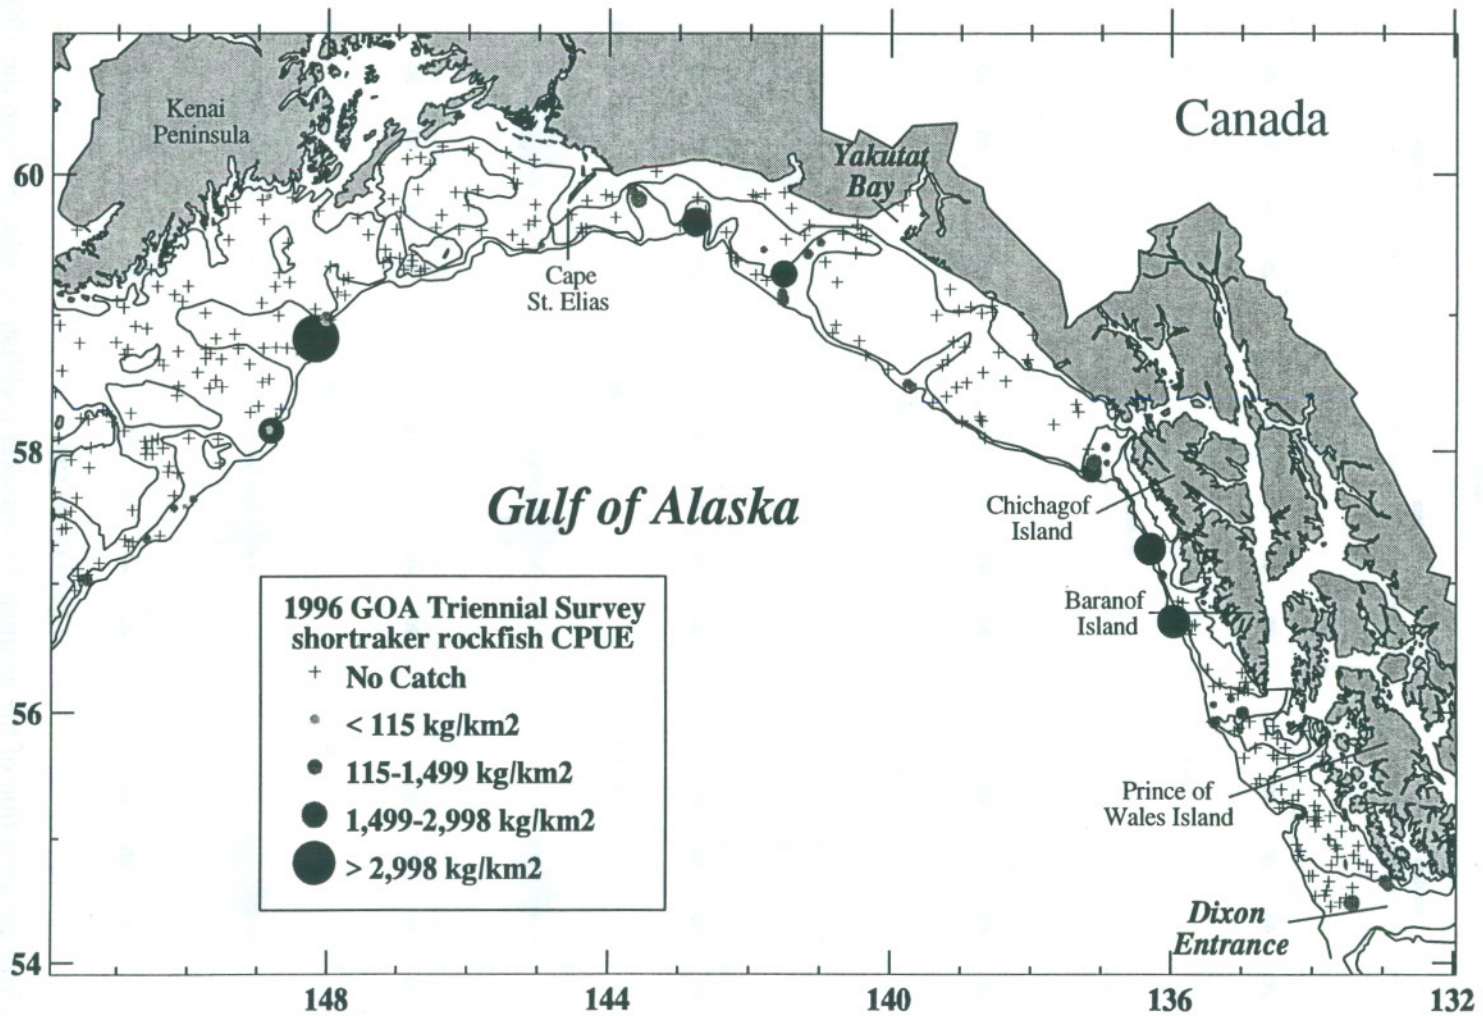 Canada
Kenai
Peninsula
Yakutat
Bay
60
Cape
St. Elias
58
Gulf of Alaska
Chichagof
Island
1996 GOA Triennial Survey
shortraker rockfish CPUE
No Catch
< 115 kg/km2
115-1,499 kg/km2
1,499-2,998 kg/km2
> 2,998 kg/km2
Baranof
Island
56
Prince of
Wales Island
Dixon
Entrance
54
148
144
140
136
132